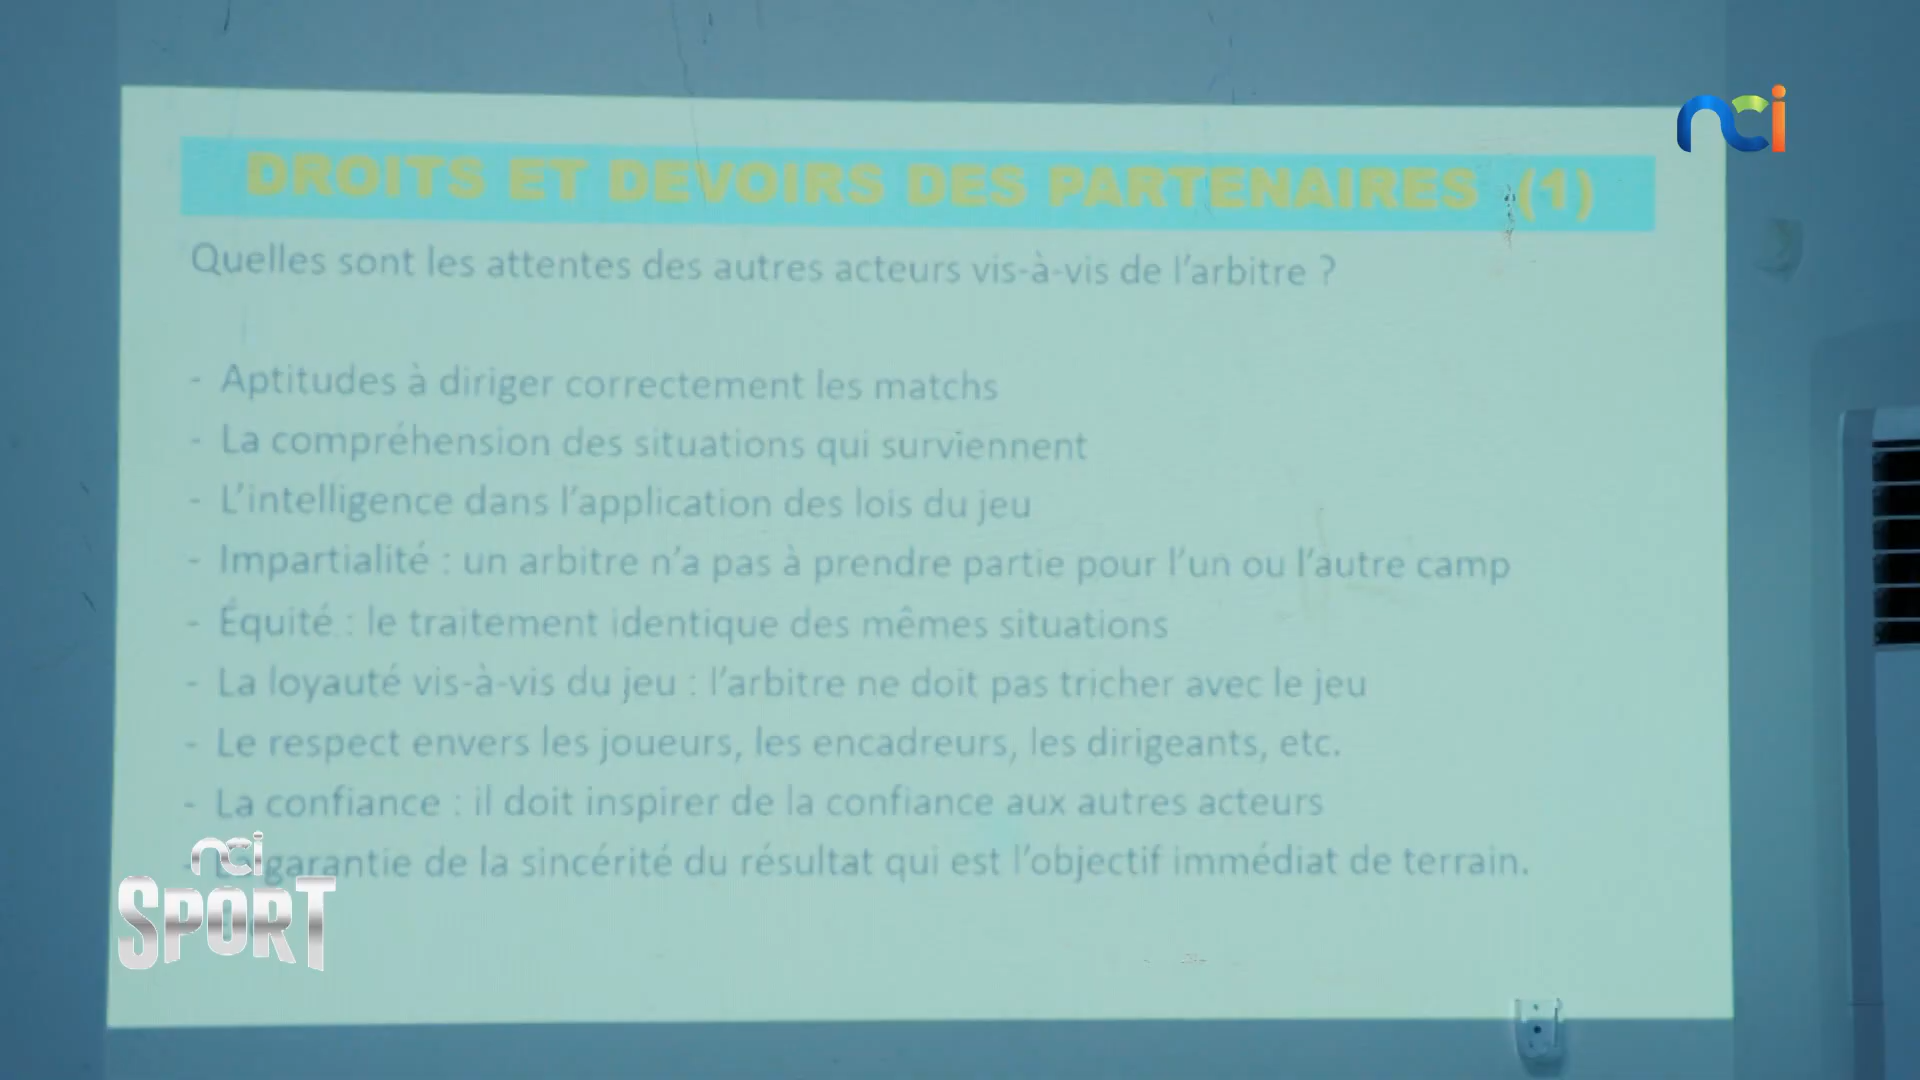 nci
DROITS ET DEVOIRS DES PARTENAIRES (1)
Quelles sont les attentes des autres acteurs vis-à-vis de l'arbitre ?
- Aptitudes à diriger correctement les matchs
- La compréhension des situations qui surviennent
- L'intelligence dans l'application des lois du jeu
- Impartialité : un arbitre n'a pas à prendre partie pour l'un ou l'autre camp
- Équité : le traitement identique des mêmes situations
- La loyauté vis-à-vis du jeu : l'arbitre ne doit pas tricher avec le jeu
- Le respect envers les joueurs, les encadreurs, les dirigeants, etc.
- La confiance : il doit inspirer de la confiance aux autres acteurs
- garantie de la sincérité du résultat qui est l'objectif immédiat de terrain.
nci
SPORT